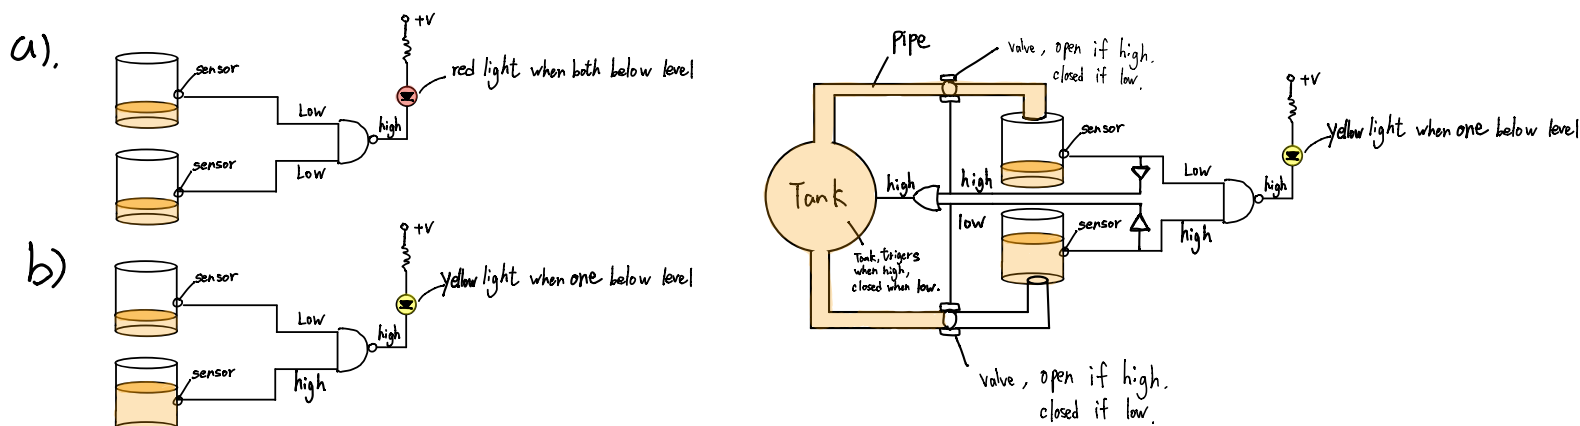 a).
sensor
Low
sensor
Low
high
+V
red light when both below level
b)
sensor
Low
sensor
high
high
+V
yellow light when one below level
Pipe
valve, open if high.
closed if low.
Tank
high
high
low
Tank, trigers
when high,
closed when low.
sensor
Low
sensor
high
high
+V
yellow light when one below level
valve, open if high.
closed if low.